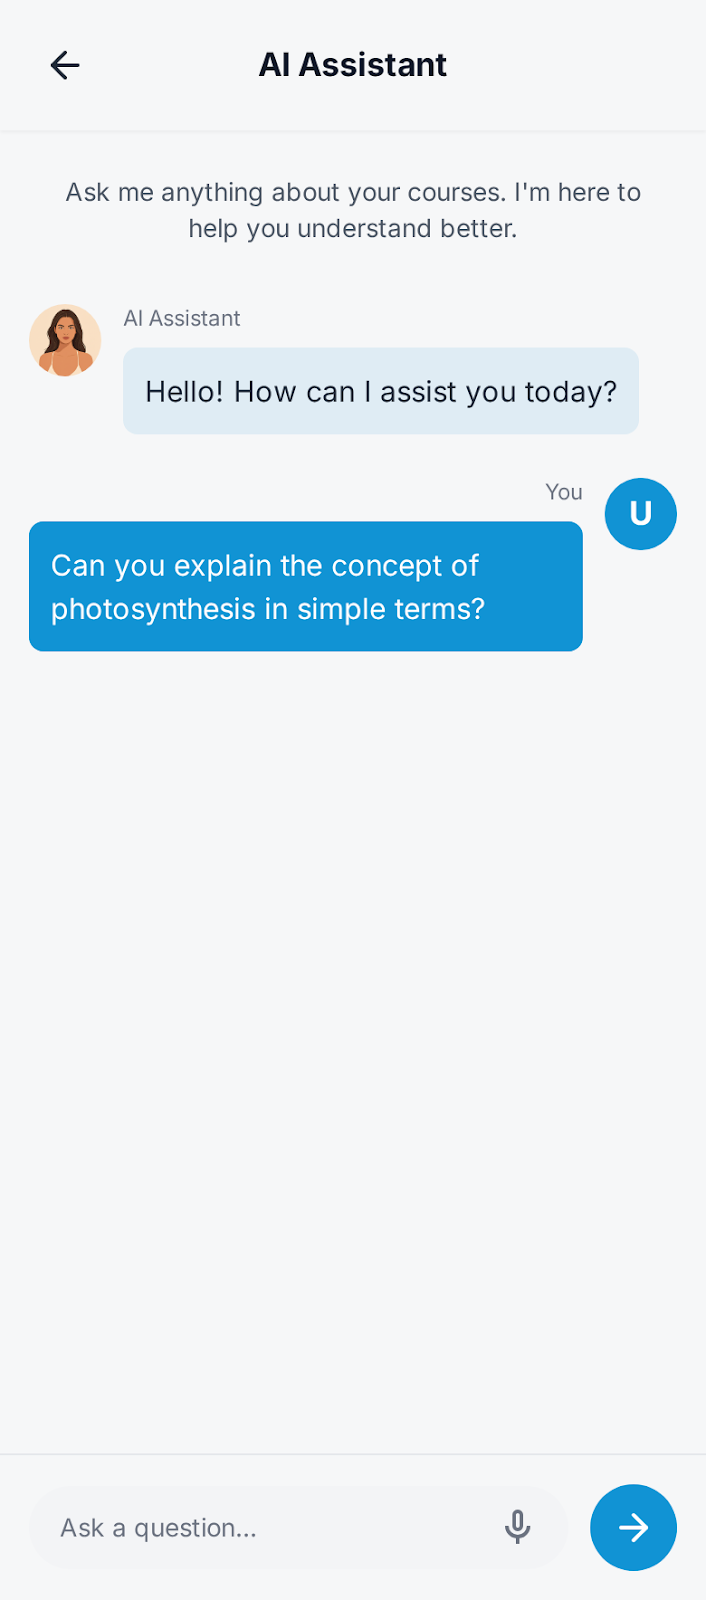 AI Assistant
Ask me anything about your courses. I'm here to
help you understand better.
AI Assistant
Hello! How can I assist you today?
You
U
Can you explain the concept of
photosynthesis in simple terms?
Ask a question...